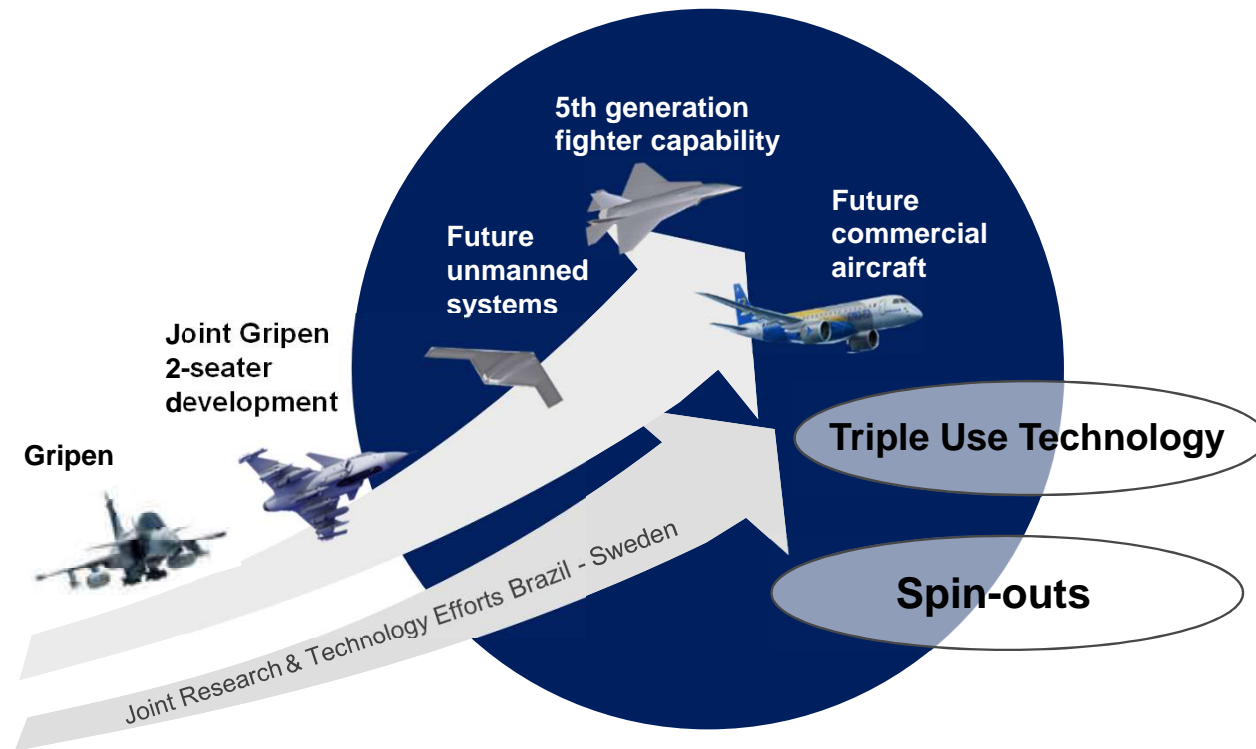 5th generation
fighter capability
Future
commercial
aircraft
Future
unmanned
systems
Joint Gripen
2-seater
development
Gripen
Triple Use Technology
Spin-outs
Joint Research & Technology Efforts Brazil - Sweden